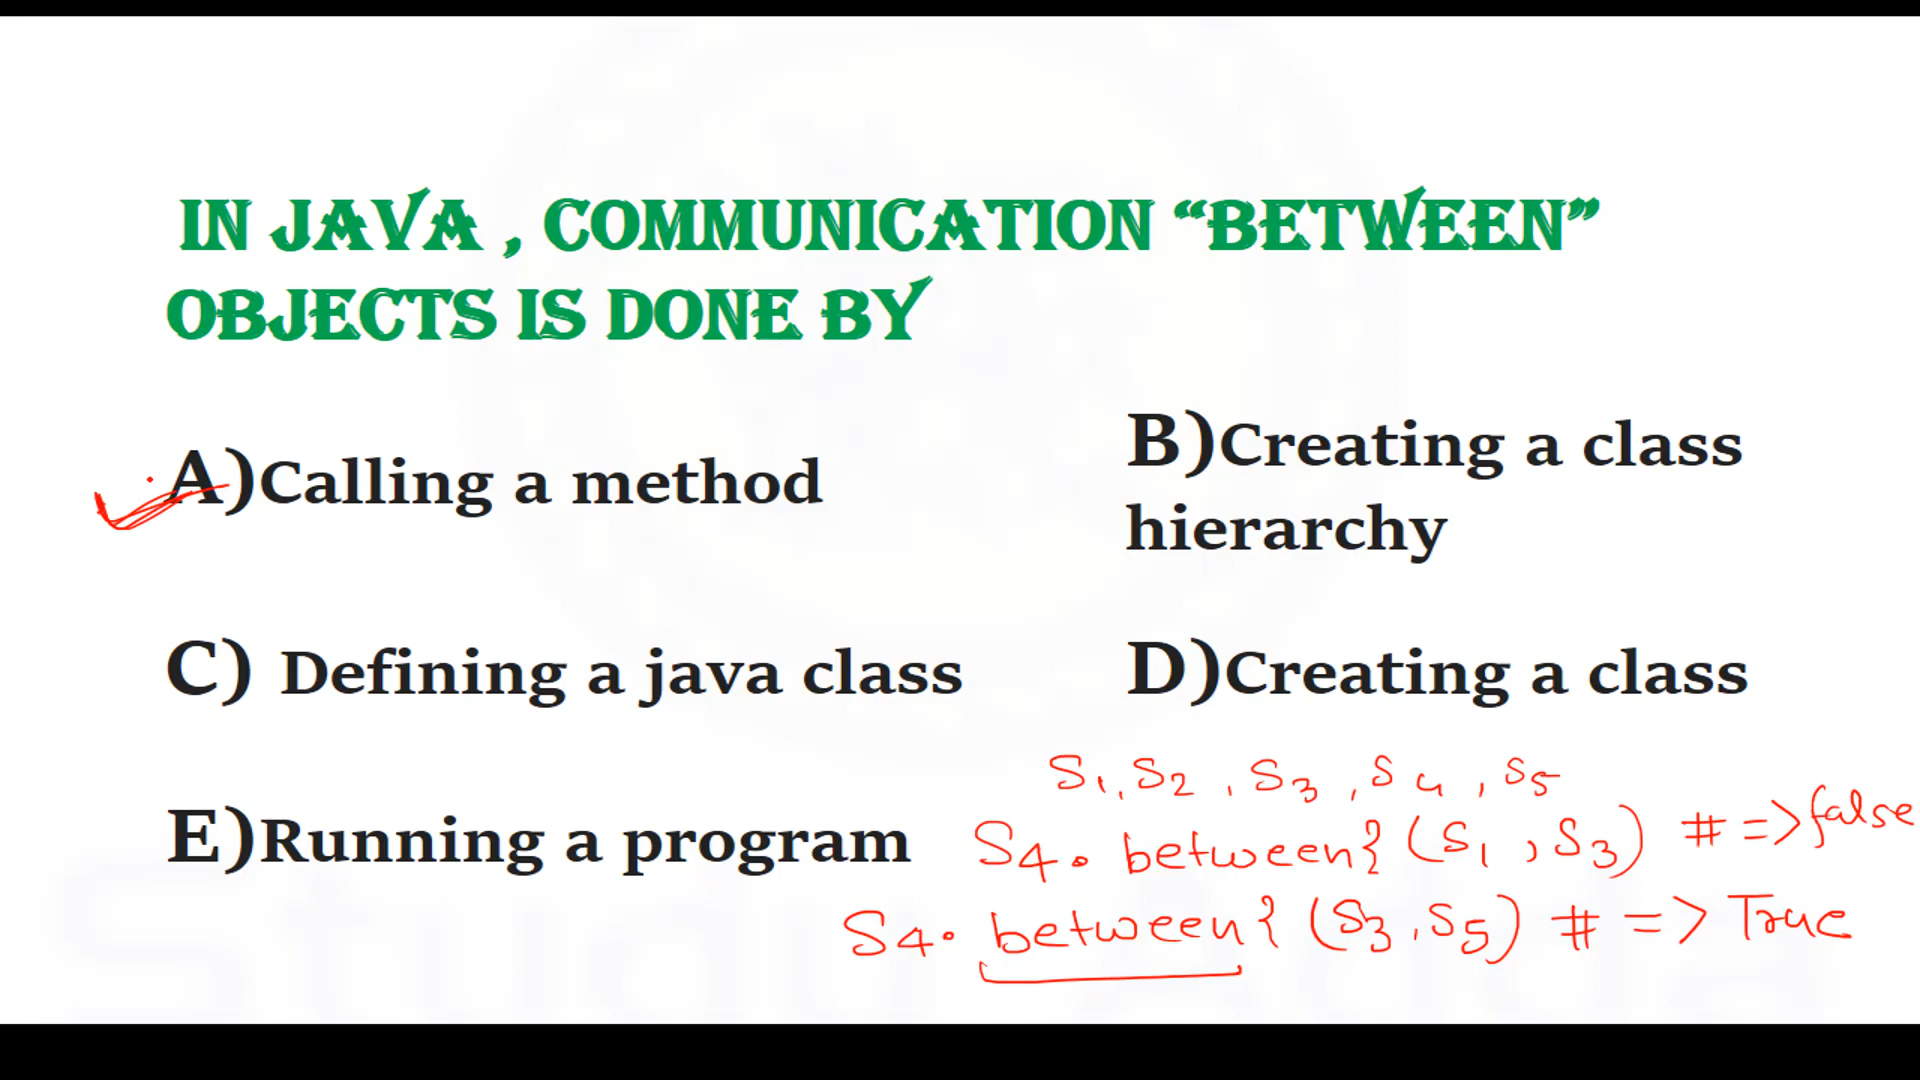 IN JAVA , COMMUNICATION “BETWEEN”
OBJECTS IS DONE BY
A)Calling a method
B)Creating a class
hierarchy
C) Defining a java class
D)Creating a class
E)Running a program
S1, S2 , S3 , S4 , S5
S4. between{ (S1 , S3) # => false
S4. between{ (S3 , S5) # => True